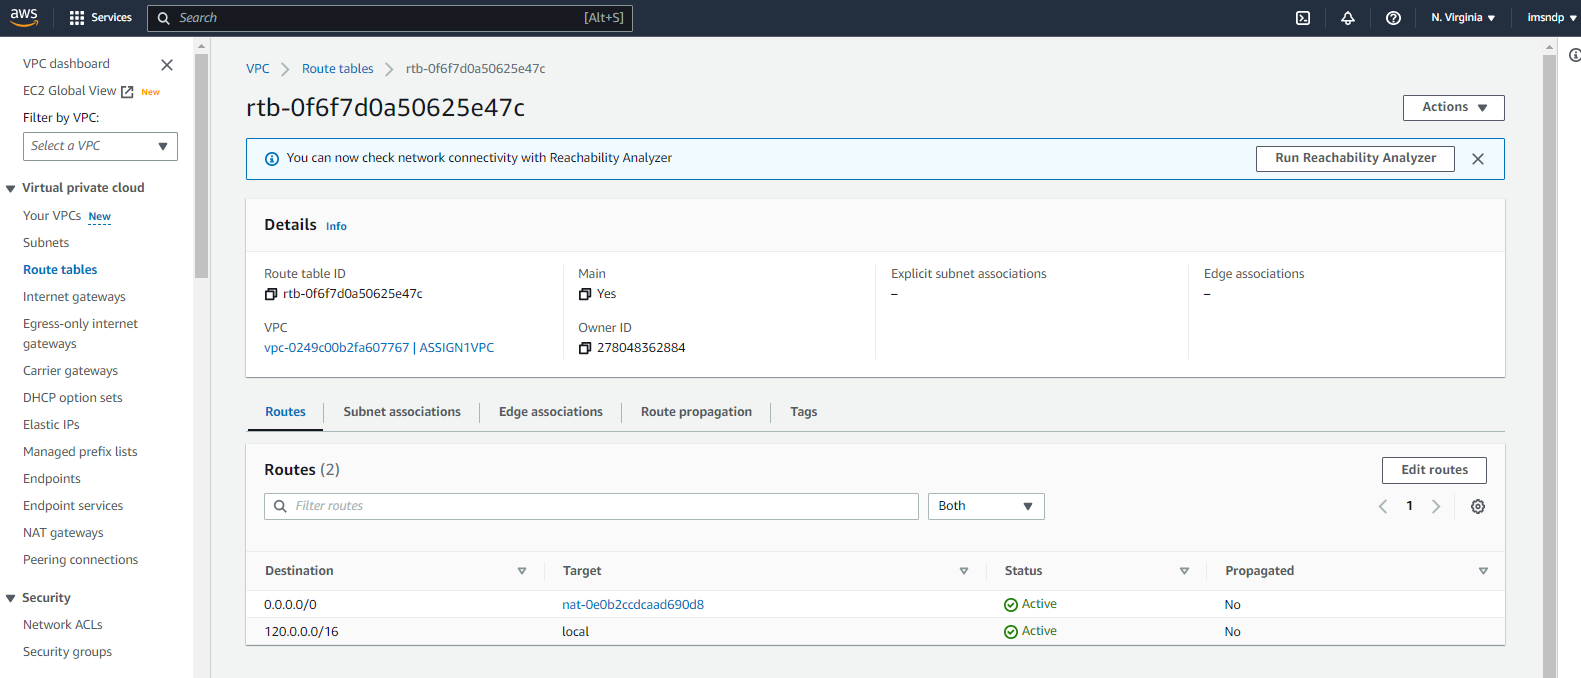 aws Services Search [Alt+S] N. Virginia imsndp
VPC dashboard
EC2 Global View New
Filter by VPC:
Select a VPC
Virtual private cloud
Your VPCs New
Subnets
Route tables
Internet gateways
Egress-only internet
gateways
Carrier gateways
DHCP option sets
Elastic IPs
Managed prefix lists
Endpoints
Endpoint services
NAT gateways
Peering connections
Security
Network ACLs
Security groups
VPC Route tables rtb-0f6f7d0a50625e47c
rtb-0f6f7d0a50625e47c
Actions
You can now check network connectivity with Reachability Analyzer
Run Reachability Analyzer
Details Info
Route table ID
rtb-0f6f7d0a50625e47c
Main
Yes
Explicit subnet associations
–
Edge associations
–
VPC
vpc-0249c00b2fa607767 | ASSIGN1VPC
Owner ID
278048362884
Routes Subnet associations Edge associations Route propagation Tags
Routes (2)
Edit routes
Filter routes
Both
1
Destination Target Status Propagated
0.0.0.0/0 nat-0e0b2ccdcaad690d8 Active No
120.0.0.0/16 local Active No